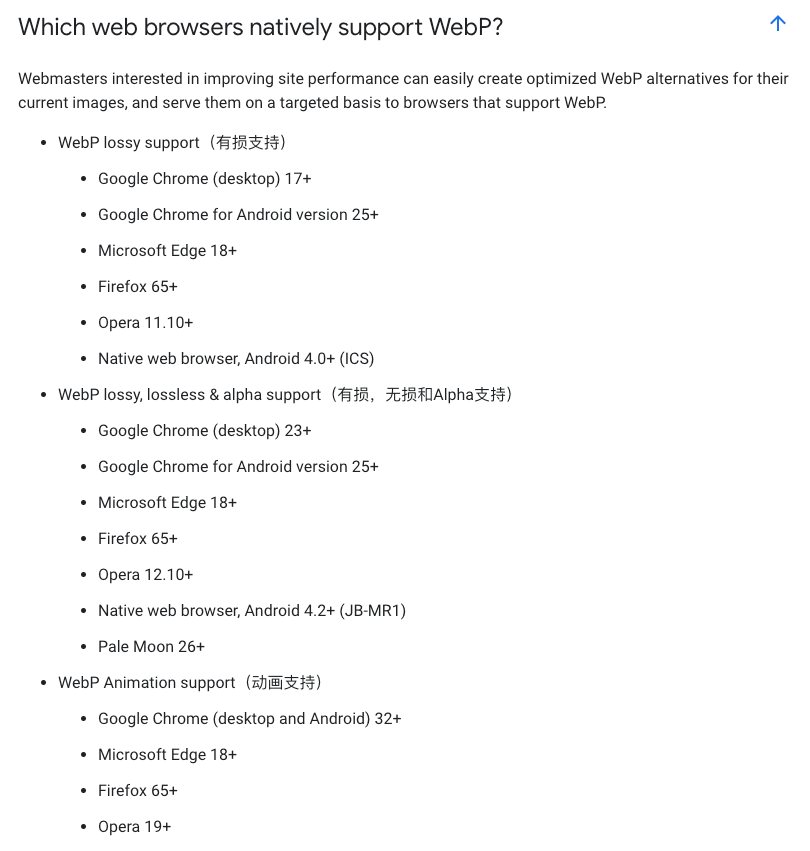 Which web browsers natively support WebP?
Webmasters interested in improving site performance can easily create optimized WebP alternatives for their
current images, and serve them on a targeted basis to browsers that support WebP.
• WebP lossy support（有损支持）
• Google Chrome (desktop) 17+
• Google Chrome for Android version 25+
• Microsoft Edge 18+
• Firefox 65+
• Opera 11.10+
• Native web browser, Android 4.0+ (ICS)
• WebP lossy, lossless & alpha support（有损，无损和Alpha支持）
• Google Chrome (desktop) 23+
• Google Chrome for Android version 25+
• Microsoft Edge 18+
• Firefox 65+
• Opera 12.10+
• Native web browser, Android 4.2+ (JB-MR1)
• Pale Moon 26+
• WebP Animation support（动画支持）
• Google Chrome (desktop and Android) 32+
• Microsoft Edge 18+
• Firefox 65+
• Opera 19+